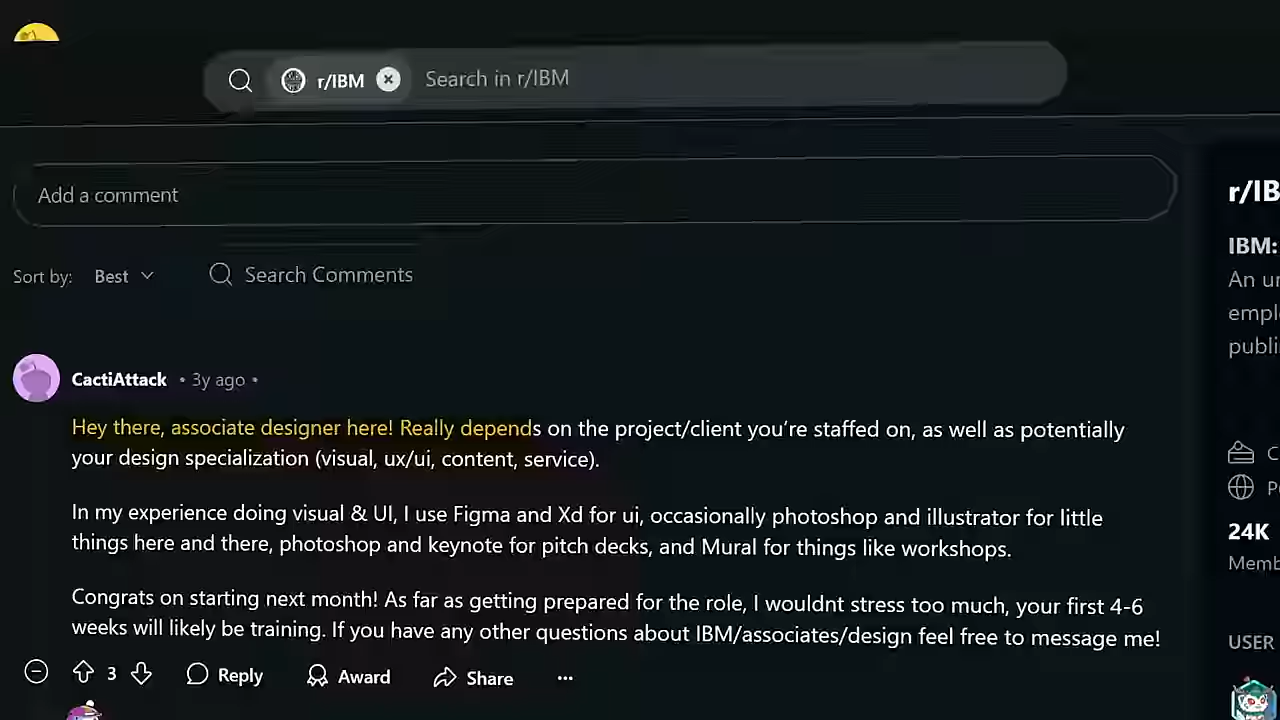 r/IBM
Search in r/IBM
Add a comment
Sort by: Best
Search Comments
CactiAttack • 3y ago •
Hey there, associate designer here! Really depends on the project/client you're staffed on, as well as potentially
your design specialization (visual, ux/ui, content, service).
In my experience doing visual & UI, I use Figma and Xd for ui, occasionally photoshop and illustrator for little
things here and there, photoshop and keynote for pitch decks, and Mural for things like workshops.
Congrats on starting next month! As far as getting prepared for the role, I wouldnt stress too much, your first 4-6
weeks will likely be training. If you have any other questions about IBM/associates/design feel free to message me!
3
Reply
Award
Share
r/IB
IBM:
An un
emplo
publi
C
P
24K
Memb
USER